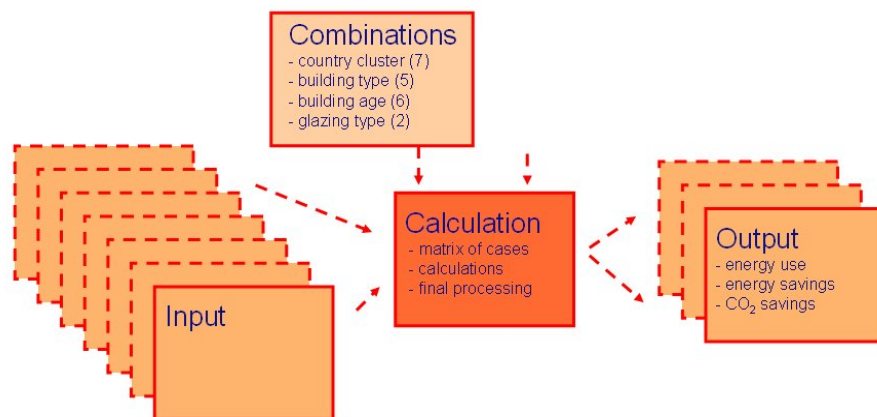 Combinations
- country cluster (7)
- building type (5)
- building age (6)
- glazing type (2)
Input
Calculation
- matrix of cases
- calculations
- final processing
Output
- energy use
- energy savings
- CO₂ savings